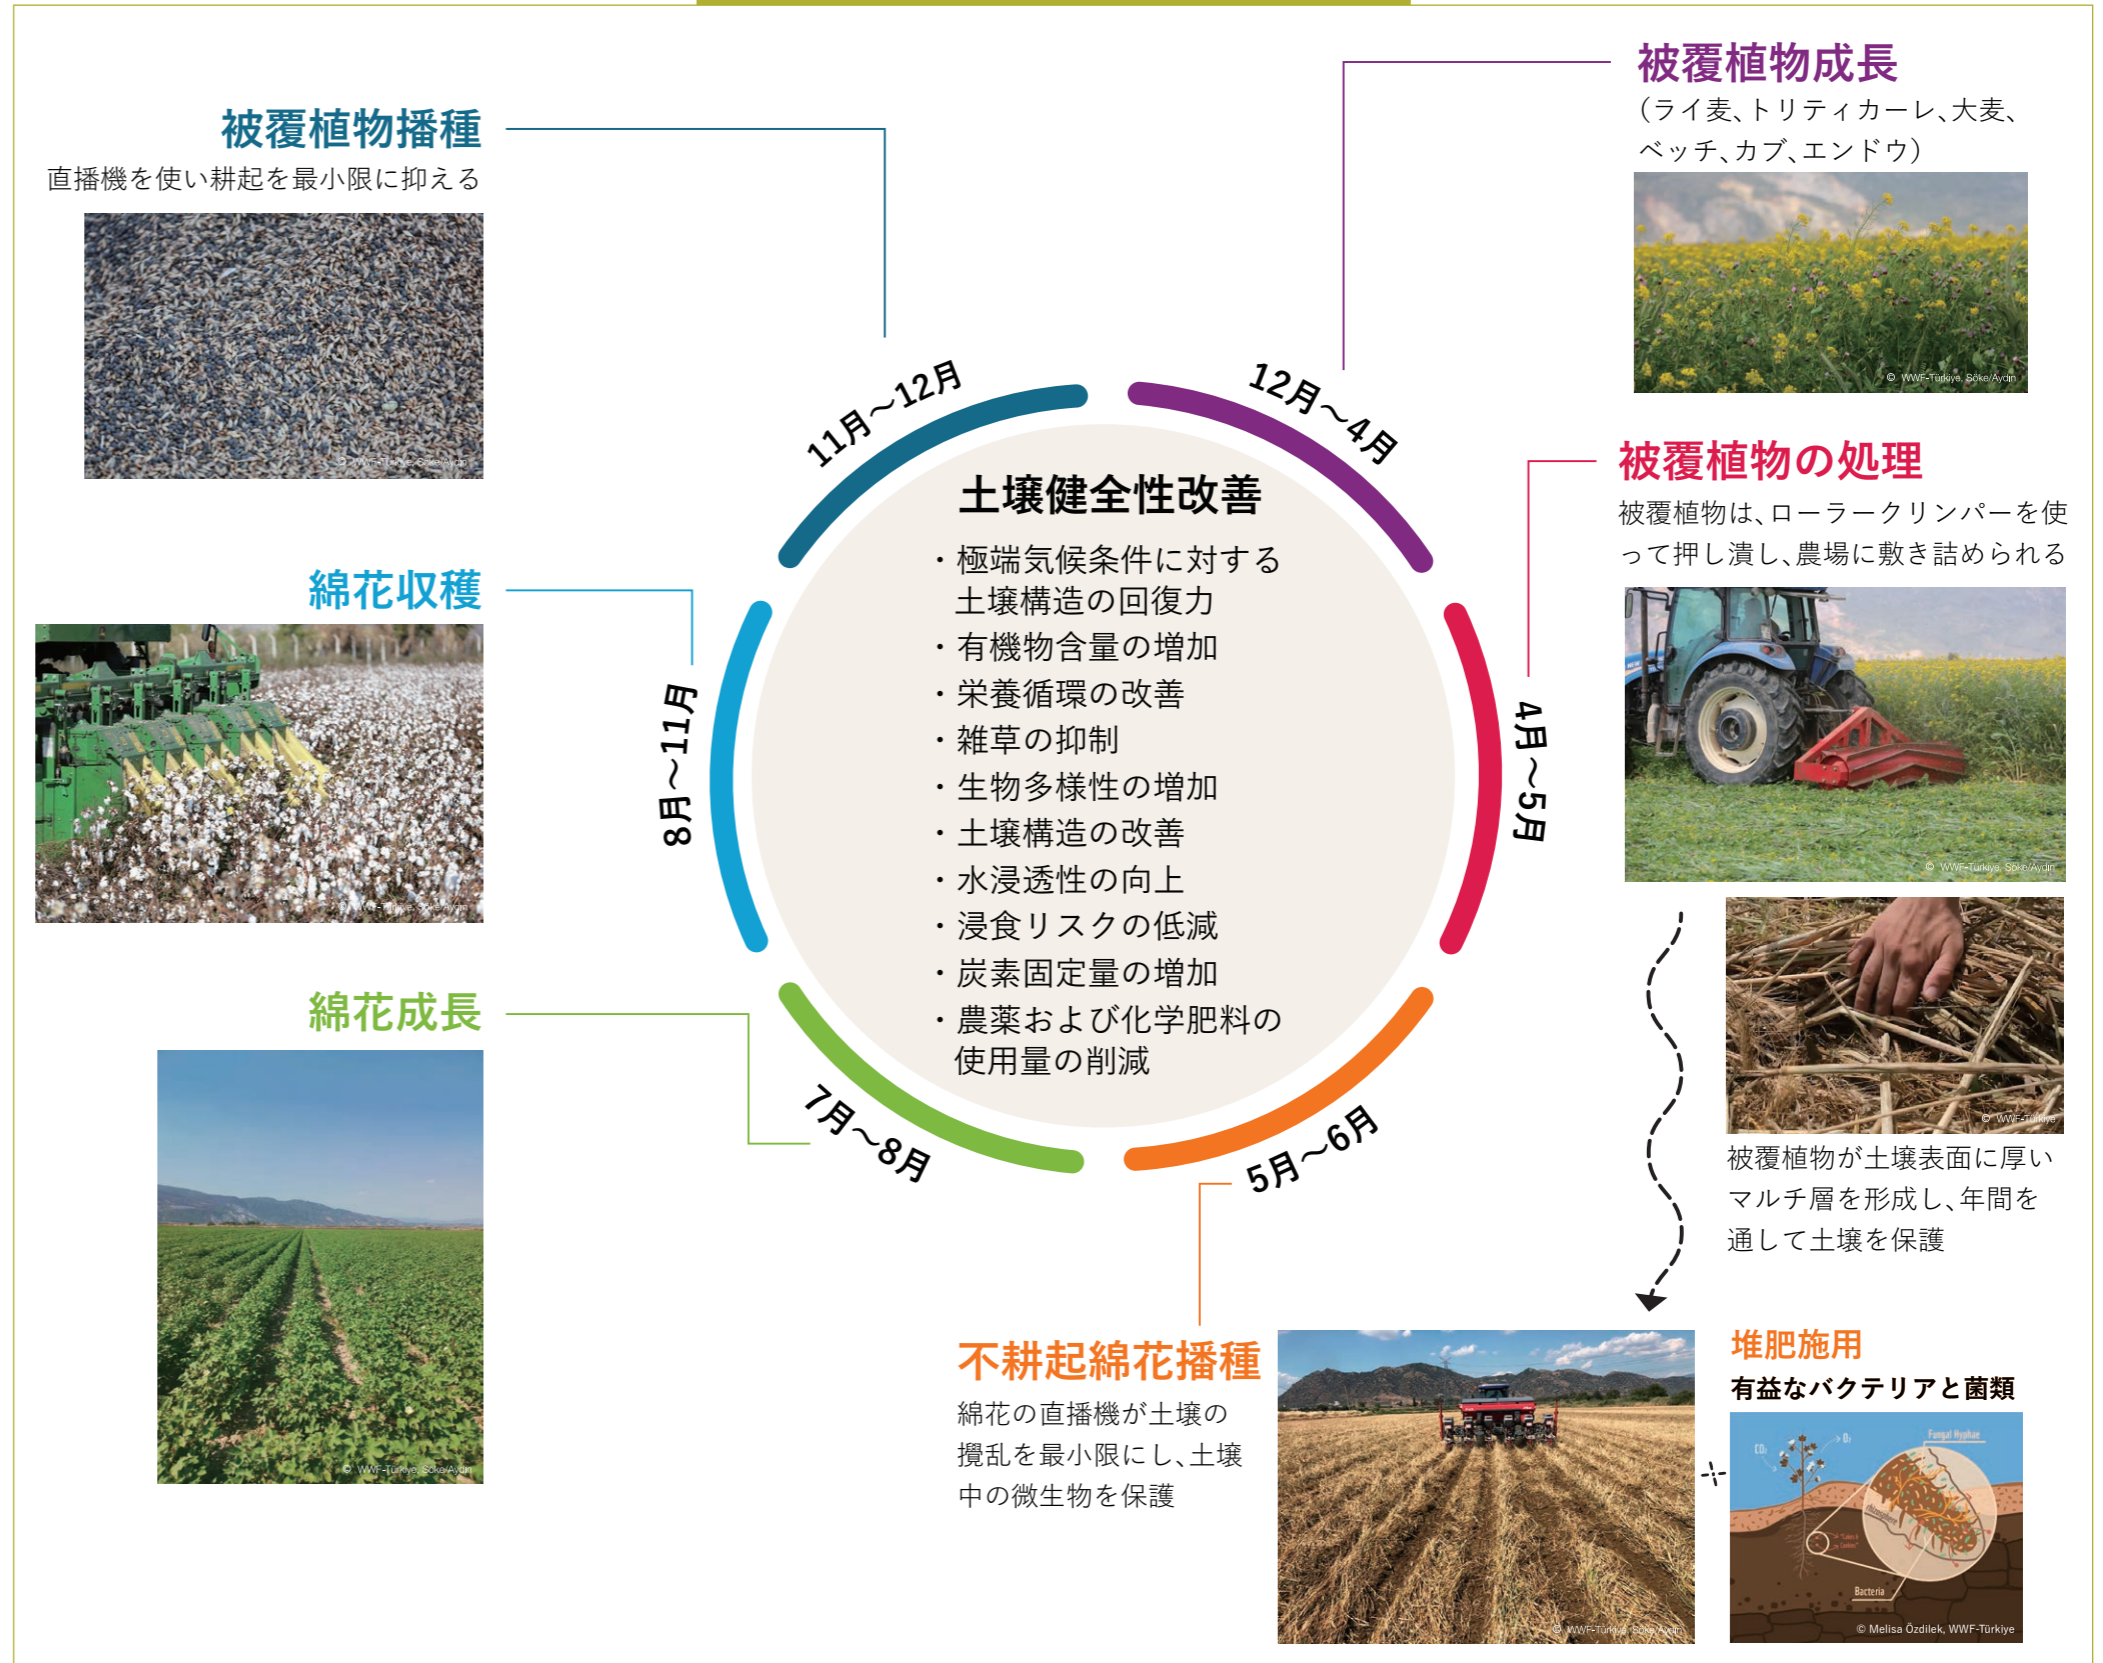 被覆植物播種
直播機を使い耕起を最小限に抑える
© WWF-Türkiye, Söke/Aydın
11月〜12月
被覆植物成長
（ライ麦、トリティカーレ、大麦、
ベッチ、カブ、エンドウ）
© WWF-Türkiye, Söke/Aydın
12月〜4月
被覆植物の処理
被覆植物は、ローラークリンパーを使
って押し潰し、農場に敷き詰められる
© WWF-Türkiye, Söke/Aydın
4月〜5月
© WWF-Türkiye
被覆植物が土壌表面に厚い
マルチ層を形成し、年間を
通して土壌を保護
不耕起綿花播種
綿花の直播機が土壌の
攪乱を最小限にし、土壌
中の微生物を保護
5月〜6月
© WWF-Türkiye, Söke/Aydın
堆肥施用
有益なバクテリアと菌類
CO₂
O₂
Fungal Hyphae
rhizosphere
Bacteria
© Melisa Özdilek, WWF-Türkiye
綿花成長
7月〜8月
© WWF-Türkiye, Söke/Aydın
綿花収穫
8月〜11月
© WWF-Türkiye, Söke/Aydın
土壌健全性改善
・極端気候条件に対する
土壌構造の回復力
・有機物含量の増加
・栄養循環の改善
・雑草の抑制
・生物多様性の増加
・土壌構造の改善
・水浸透性の向上
・浸食リスクの低減
・炭素固定量の増加
・農薬および化学肥料の
使用量の削減